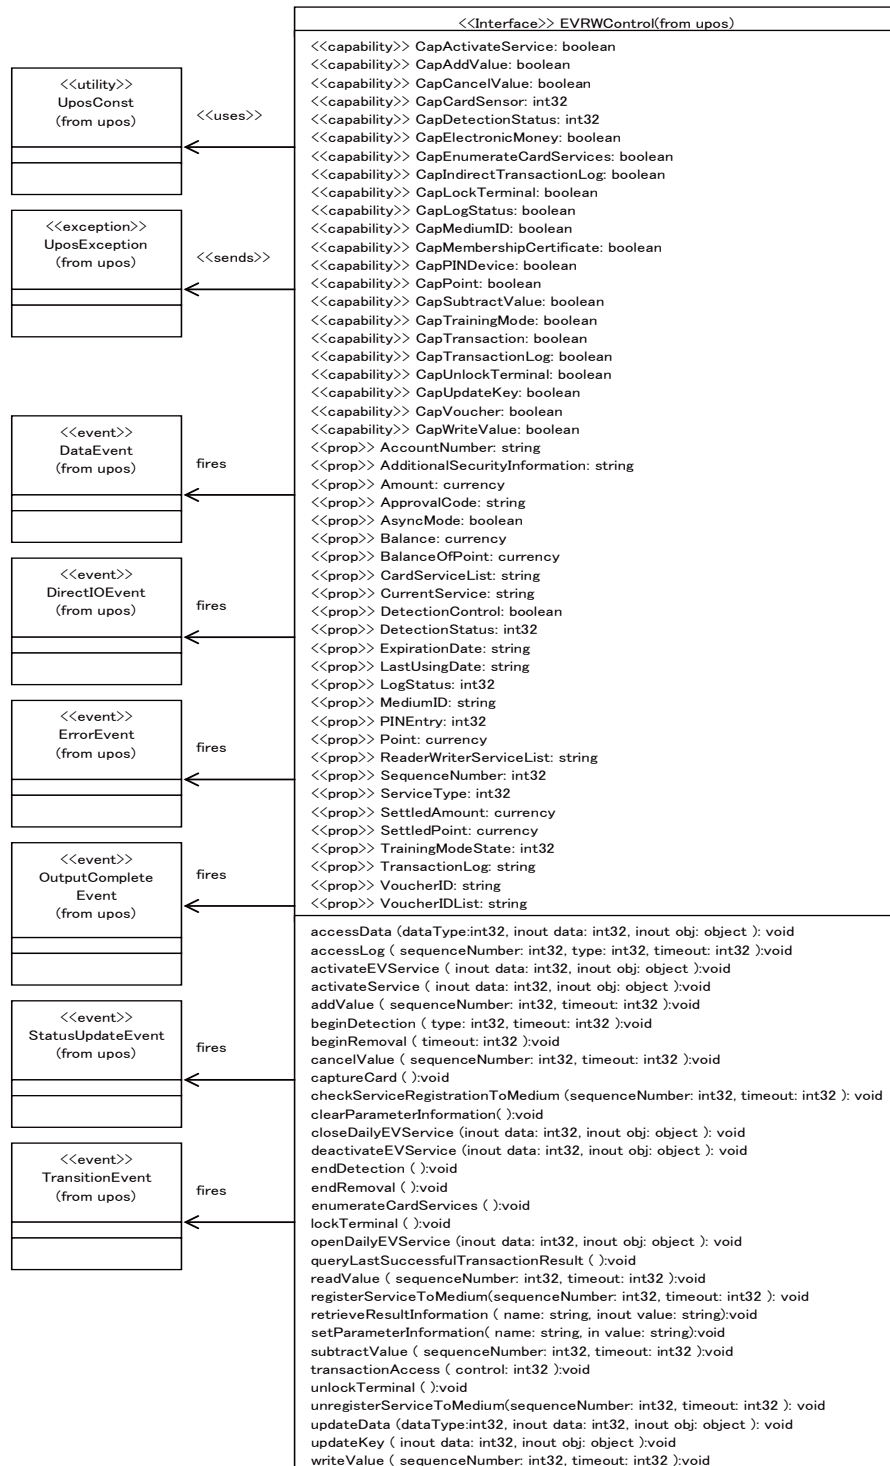 <<utility>>
UposConst
(from upos)
<<uses>>
<<exception>>
UposException
(from upos)
<<sends>>
<<event>>
DataEvent
(from upos)
fires
<<event>>
DirectIOEvent
(from upos)
fires
<<event>>
ErrorEvent
(from upos)
fires
<<event>>
OutputComplete
Event
(from upos)
fires
<<event>>
StatusUpdateEvent
(from upos)
fires
<<event>>
TransitionEvent
(from upos)
fires
<<Interface>> EVRWControl(from upos)
<<capability>> CapActivateService: boolean
<<capability>> CapAddValue: boolean
<<capability>> CapCancelValue: boolean
<<capability>> CapCardSensor: int32
<<capability>> CapDetectionStatus: int32
<<capability>> CapElectronicMoney: boolean
<<capability>> CapEnumerateCardServices: boolean
<<capability>> CapIndirectTransactionLog: boolean
<<capability>> CapLockTerminal: boolean
<<capability>> CapLogStatus: boolean
<<capability>> CapMediumID: boolean
<<capability>> CapMembershipCertificate: boolean
<<capability>> CapPINDevice: boolean
<<capability>> CapPoint: boolean
<<capability>> CapSubtractValue: boolean
<<capability>> CapTrainingMode: boolean
<<capability>> CapTransaction: boolean
<<capability>> CapTransactionLog: boolean
<<capability>> CapUnlockTerminal: boolean
<<capability>> CapUpdateKey: boolean
<<capability>> CapVoucher: boolean
<<capability>> CapWriteValue: boolean
<<prop>> AccountNumber: string
<<prop>> AdditionalSecurityInformation: string
<<prop>> Amount: currency
<<prop>> ApprovalCode: string
<<prop>> AsyncMode: boolean
<<prop>> Balance: currency
<<prop>> BalanceOfPoint: currency
<<prop>> CardServiceList: string
<<prop>> CurrentService: string
<<prop>> DetectionControl: boolean
<<prop>> DetectionStatus: int32
<<prop>> ExpirationDate: string
<<prop>> LastUsingDate: string
<<prop>> LogStatus: int32
<<prop>> MediumID: string
<<prop>> PINEntry: int32
<<prop>> Point: currency
<<prop>> ReaderWriterServiceList: string
<<prop>> SequenceNumber: int32
<<prop>> ServiceType: int32
<<prop>> SettledAmount: currency
<<prop>> SettledPoint: currency
<<prop>> TrainingModeState: int32
<<prop>> TransactionLog: string
<<prop>> VoucherID: string
<<prop>> VoucherIDList: string
accessData (dataType:int32, inout data: int32, inout obj: object ): void
accessLog ( sequenceNumber: int32, type: int32, timeout: int32 ):void
activateEVService ( inout data: int32, inout obj: object ):void
activateService ( inout data: int32, inout obj: object ):void
addValue ( sequenceNumber: int32, timeout: int32 ):void
beginDetection ( type: int32, timeout: int32 ):void
beginRemoval ( timeout: int32 ):void
cancelValue ( sequenceNumber: int32, timeout: int32 ):void
captureCard ( ):void
checkServiceRegistrationToMedium (sequenceNumber: int32, timeout: int32 ): void
clearParameterInformation( ):void
closeDailyEVService (inout data: int32, inout obj: object ): void
deactivateEVService (inout data: int32, inout obj: object ): void
endDetection ( ):void
endRemoval ( ):void
enumerateCardServices ( ):void
lockTerminal ( ):void
openDailyEVService (inout data: int32, inout obj: object ): void
queryLastSuccessfulTransactionResult ( ):void
readValue ( sequenceNumber: int32, timeout: int32 ):void
registerServiceToMedium(sequenceNumber: int32, timeout: int32 ): void
retrieveResultInformation ( name: string, inout value: string):void
setParameterInformation( name: string, in value: string):void
subtractValue ( sequenceNumber: int32, timeout: int32 ):void
transactionAccess ( control: int32 ):void
unlockTerminal ( ):void
unregisterServiceToMedium(sequenceNumber: int32, timeout: int32 ): void
updateData (dataType:int32, inout data: int32, inout obj: object ): void
updateKey ( inout data: int32, inout obj: object ):void
writeValue ( sequenceNumber: int32, timeout: int32 ):void